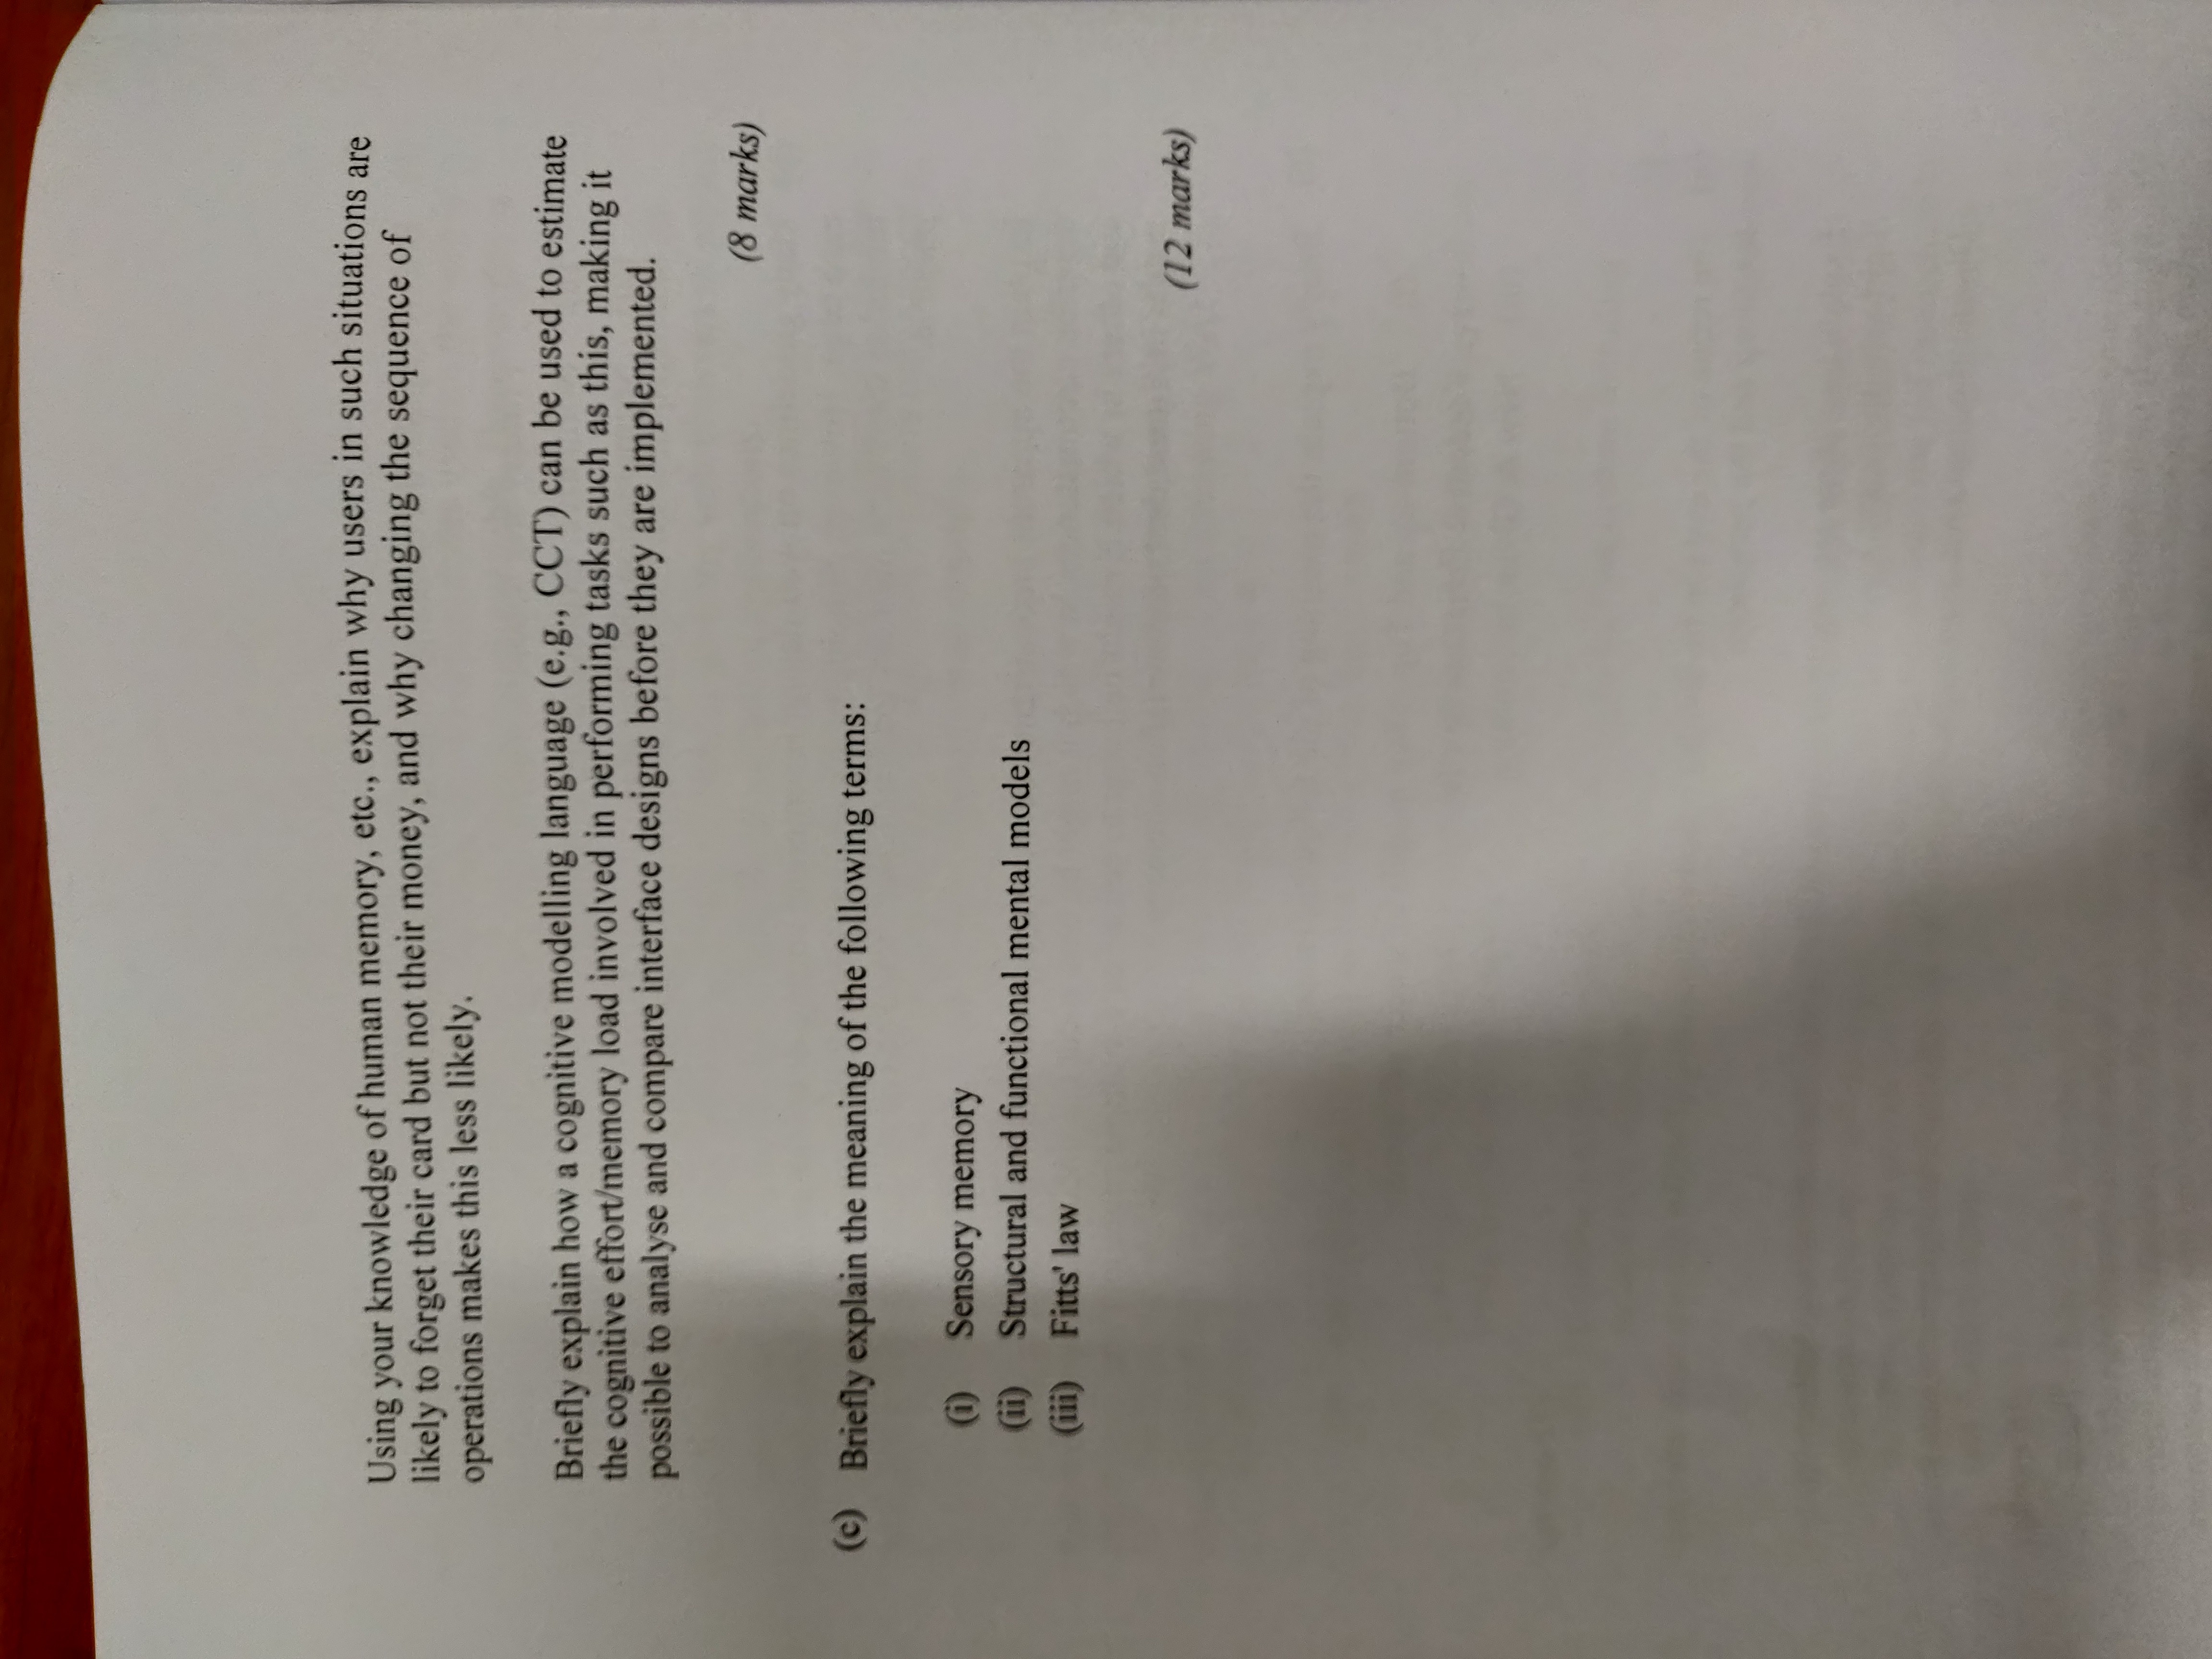 Using your knowledge of human memory, etc., explain why users in such situations are
likely to forget their card but not their money, and why changing the sequence of
operations makes this less likely.
Briefly explain how a cognitive modelling language (e.g., CCT) can be used to estimate
the cognitive effort/memory load involved in performing tasks such as this, making it
possible to analyse and compare interface designs before they are implemented.
(8 marks)
(c) Briefly explain the meaning of the following terms:
(i) Sensory memory
(ii) Structural and functional mental models
(iii) Fitts' law
(12 marks)